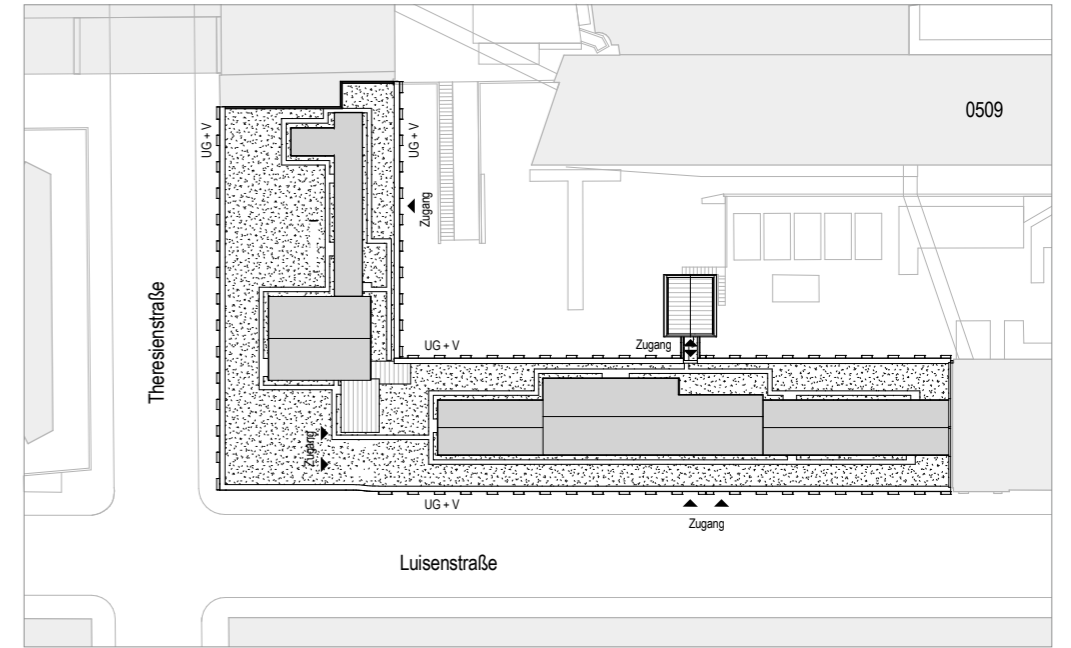 0509
UG + V
UG + V
Zugang
Theresienstraße
Zugang
UG + V
Zugang
UG + V
Zugang
Luisenstraße